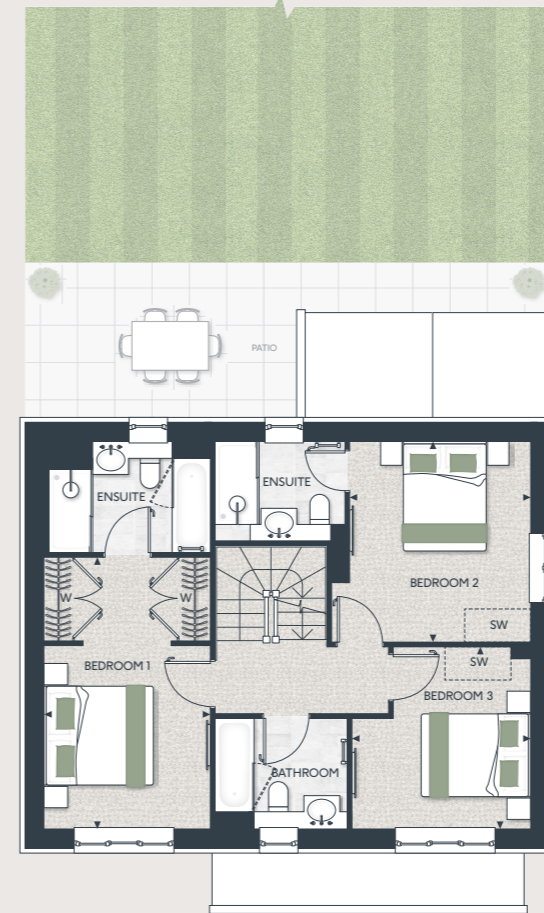 PATIO
ENSUITE
ENSUITE
BEDROOM 2
W
W
SW
SW
BEDROOM 1
BEDROOM 3
BATHROOM